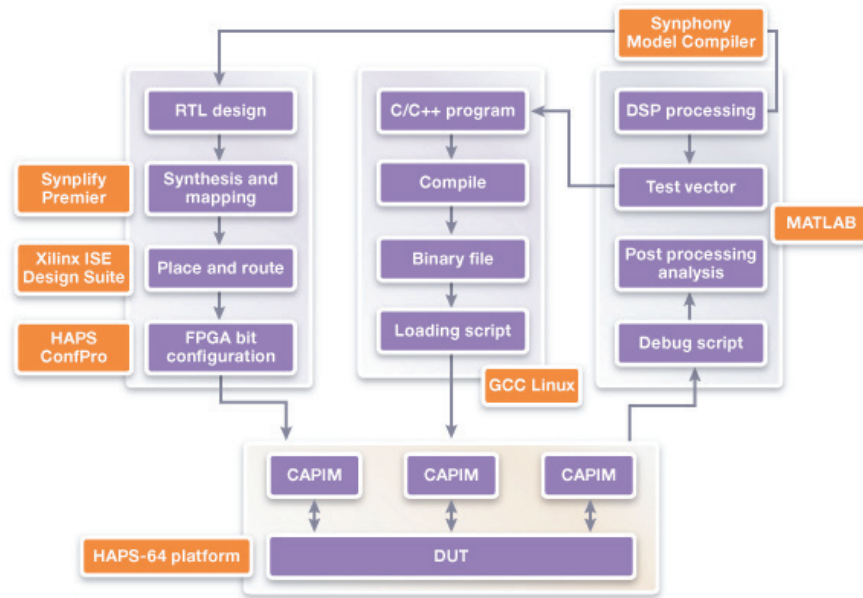 Synphony
Model Compiler
RTL design
C/C++ program
DSP processing
Synplify
Premier
Synthesis and
mapping
Compile
Test vector
MATLAB
Xilinx ISE
Design Suite
Place and route
Binary file
Post processing
analysis
HAPS
ConfPro
FPGA bit
configuration
Loading script
Debug script
GCC Linux
CAPIM
CAPIM
CAPIM
HAPS-64 platform
DUT